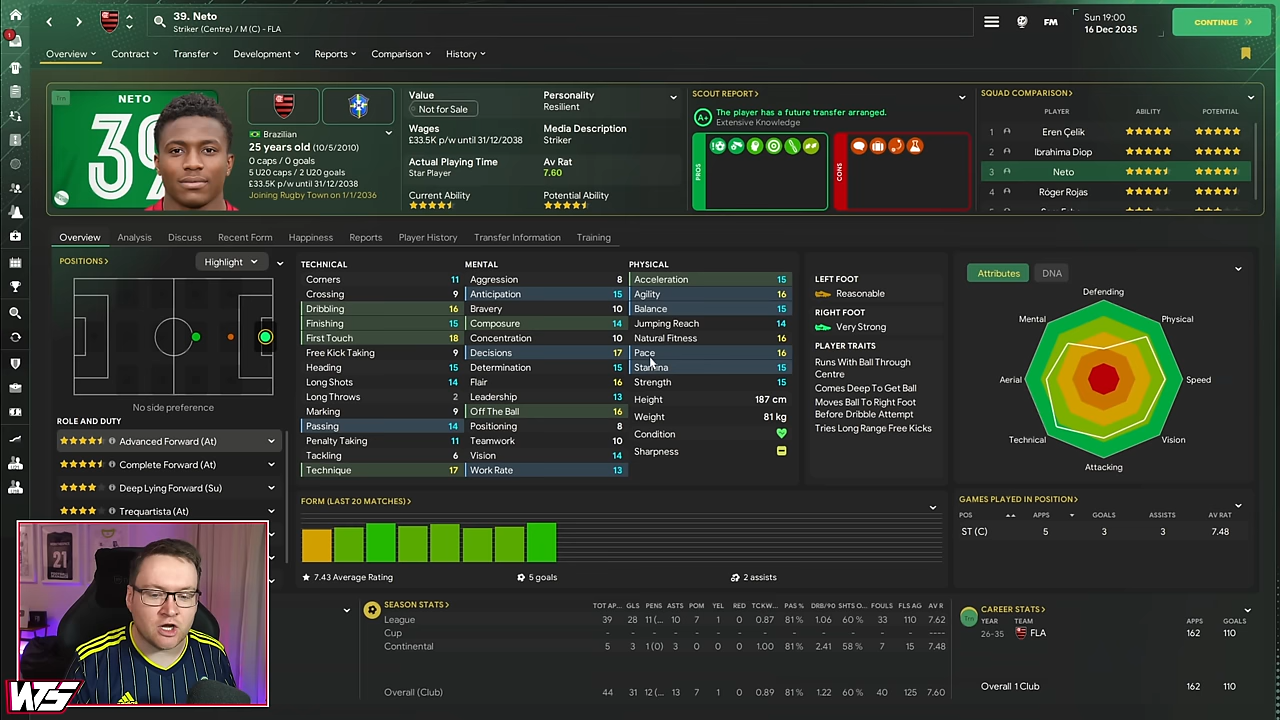 39. Neto
Striker (Centre) / M (C) - FLA
FM
Sun 19:00
16 Dec 2035
CONTINUE
1
Overview
Contract
Transfer
Development
Reports
Comparison
History
Trn
NETO
39
Brazilian
25 years old (10/5/2010)
0 caps / 0 goals
5 U20 caps / 2 U20 goals
£33.5K p/w until 31/12/2038
Joining Rugby Town on 1/1/2036
Value
Not for Sale
Wages
£33.5K p/w until 31/12/2038
Actual Playing Time
Star Player
Current Ability
Personality
Resilient
Media Description
Striker
Av Rat
7.60
Potential Ability
SCOUT REPORT >
A+
The player has a future transfer arranged.
Extensive Knowledge
PROS
CONS
SQUAD COMPARISON >
PLAYER ABILITY POTENTIAL
1 Eren Çelik
2 Ibrahima Diop
3 Neto
4 Róger Rojas
Overview Analysis Discuss Recent Form Happiness Reports Player History Transfer Information Training
POSITIONS >
Highlight
No side preference
ROLE AND DUTY
Advanced Forward (At)
Complete Forward (At)
Deep Lying Forward (Su)
Trequartista (At)
TECHNICAL
Corners 11
Crossing 9
Dribbling 16
Finishing 15
First Touch 18
Free Kick Taking 9
Heading 15
Long Shots 14
Long Throws 2
Marking 9
Passing 14
Penalty Taking 11
Tackling 6
Technique 17
MENTAL
Aggression 8
Anticipation 15
Bravery 10
Composure 14
Concentration 10
Decisions 17
Determination 15
Flair 16
Leadership 13
Off The Ball 16
Positioning 8
Teamwork 10
Vision 14
Work Rate 13
PHYSICAL
Acceleration 15
Agility 16
Balance 15
Jumping Reach 14
Natural Fitness 16
Pace 16
Stamina 15
Strength 15
Height 187 cm
Weight 81 kg
Condition
Sharpness
LEFT FOOT
Reasonable
RIGHT FOOT
Very Strong
PLAYER TRAITS
Runs With Ball Through
Centre
Comes Deep To Get Ball
Moves Ball To Right Foot
Before Dribble Attempt
Tries Long Range Free Kicks
Attributes
DNA
Defending
Physical
Speed
Vision
Attacking
Technical
Aerial
Mental
FORM (LAST 20 MATCHES) >
7.43 Average Rating
5 goals
2 assists
GAMES PLAYED IN POSITION >
POS APPS GOALS ASSISTS AV RAT
ST (C) 5 3 3 7.48
SEASON STATS >
TOT AP... GLS PENS ASTS POM YEL RED TCKW... PAS % DRB/90 SHTS O... FOULS FLS AG AV R
League 39 28 11 (... 10 7 1 0 0.87 81 % 1.06 60 % 33 110 7.62
Cup - - - - - - - - - - - - - ----
Continental 5 3 1 (0) 3 0 0 0 1.00 81 % 2.41 58 % 7 15 7.48
Overall (Club) 44 31 12 (... 13 7 1 0 0.89 81 % 1.22 60 % 40 125 7.60
CAREER STATS >
Trn
YEAR TEAM APPS GOALS
26-35 FLA 162 110
Overall 1 Club 162 110
21
WTS